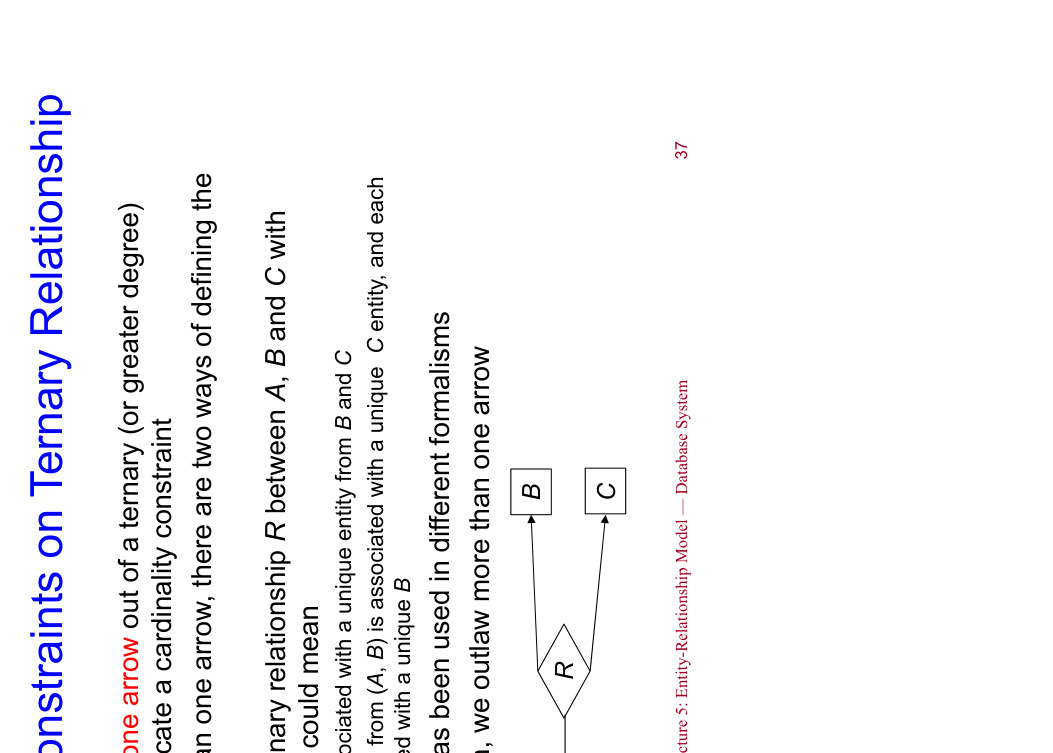 onstraints on Ternary Relationship
one arrow out of a ternary (or greater degree)
cate a cardinality constraint
an one arrow, there are two ways of defining the
nary relationship R between A, B and C with
could mean
ociated with a unique entity from B and C
from (A, B) is associated with a unique C entity, and each
ed with a unique B
as been used in different formalisms
, we outlaw more than one arrow
B
C
R
cture 5: Entity-Relationship Model — Database System
37